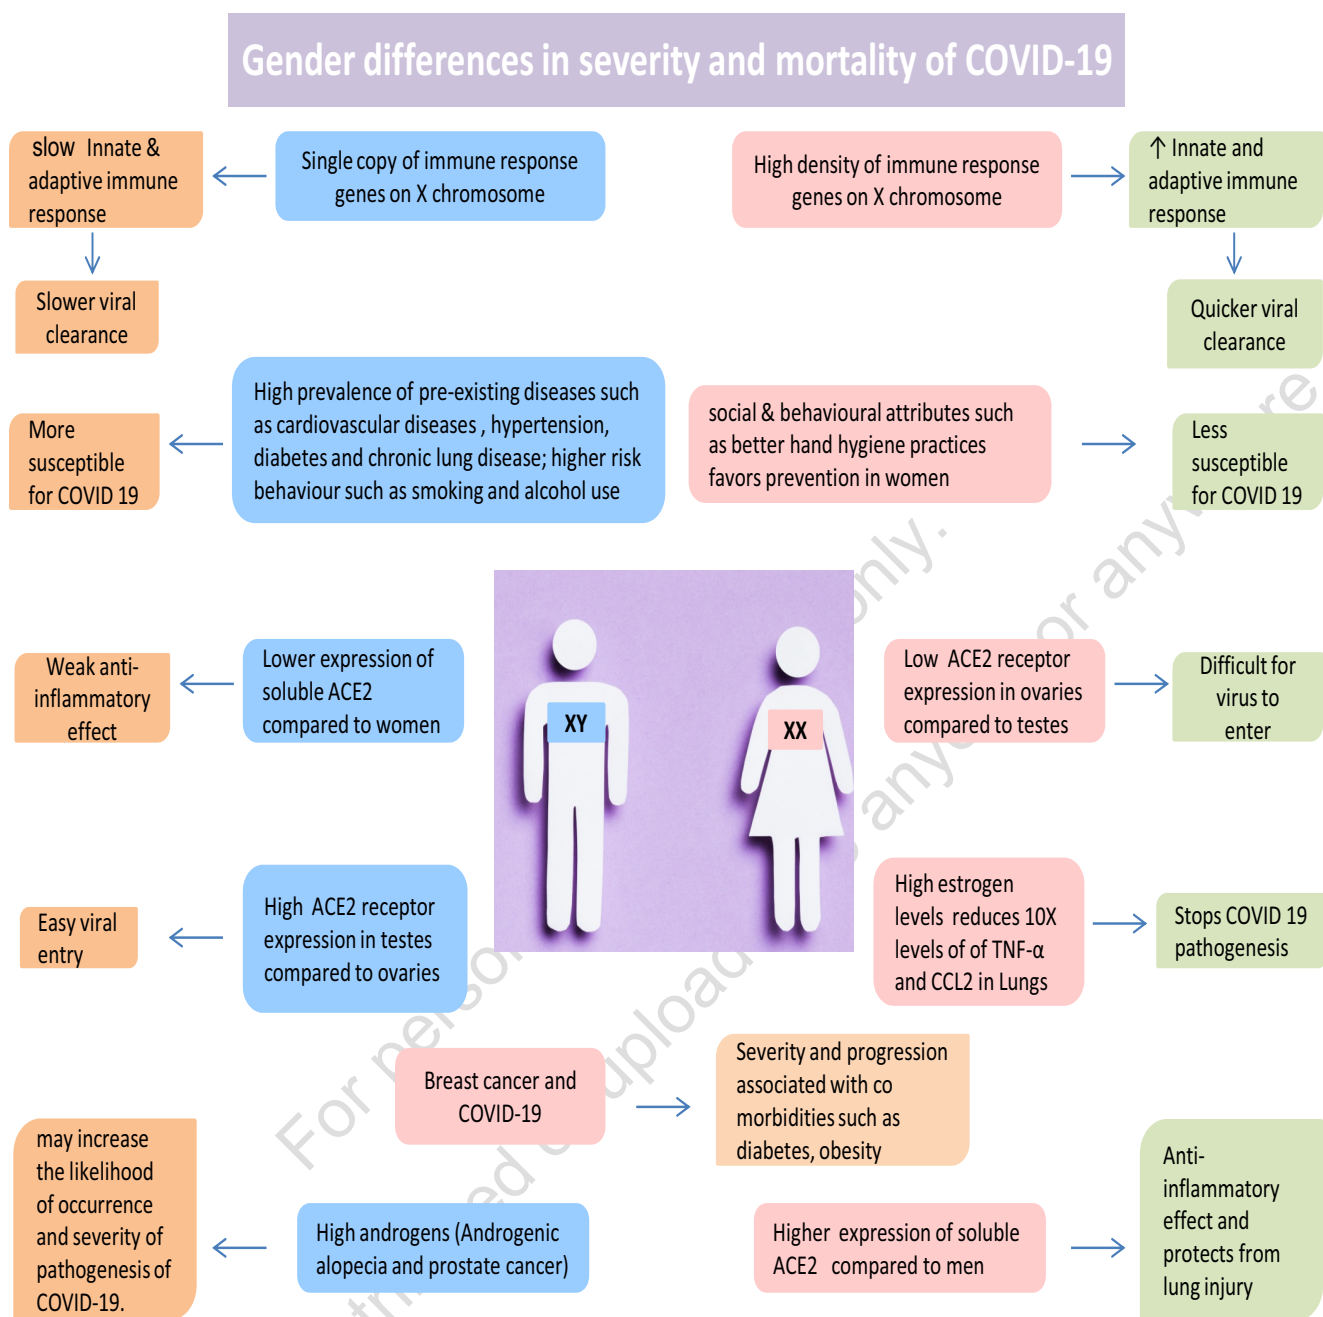 Gender differences in severity and mortality of COVID-19
slow Innate &
adaptive immune
response
Single copy of immune response
genes on X chromosome
High density of immune response
genes on X chromosome
↑ Innate and
adaptive immune
response
Slower viral
clearance
Quicker viral
clearance
More
susceptible
for COVID 19
High prevalence of pre-existing diseases such
as cardiovascular diseases , hypertension,
diabetes and chronic lung disease; higher risk
behaviour such as smoking and alcohol use
social & behavioural attributes such
as better hand hygiene practices
favors prevention in women
Less
susceptible
for COVID 19
Weak anti-
inflammatory
effect
Lower expression of
soluble ACE2
compared to women
XY
XX
Low ACE2 receptor
expression in ovaries
compared to testes
Difficult for
virus to
enter
Easy viral
entry
High ACE2 receptor
expression in testes
compared to ovaries
High estrogen
levels reduces 10X
levels of of TNF-α
and CCL2 in Lungs
Stops COVID 19
pathogenesis
Breast cancer and
COVID-19
Severity and progression
associated with co
morbidities such as
diabetes, obesity
may increase
the likelihood
of occurrence
and severity of
pathogenesis of
COVID-19.
High androgens (Androgenic
alopecia and prostate cancer)
Higher expression of soluble
ACE2 compared to men
Anti-
inflammatory
effect and
protects from
lung injury
For only.
uploaded anyone or